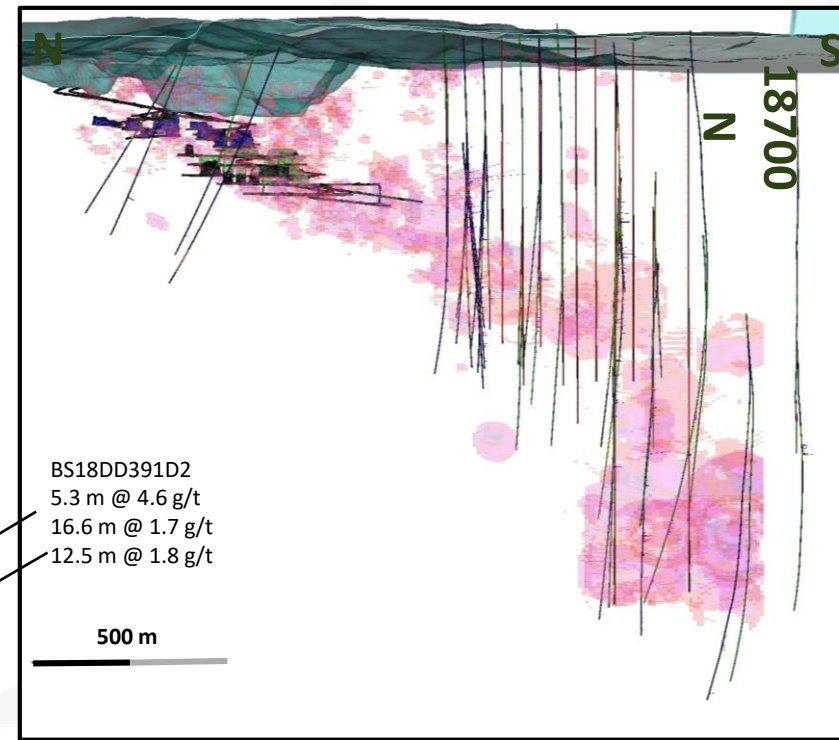 N
S
18700
N
BS18DD391D2
5.3 m @ 4.6 g/t
16.6 m @ 1.7 g/t
12.5 m @ 1.8 g/t
500 m